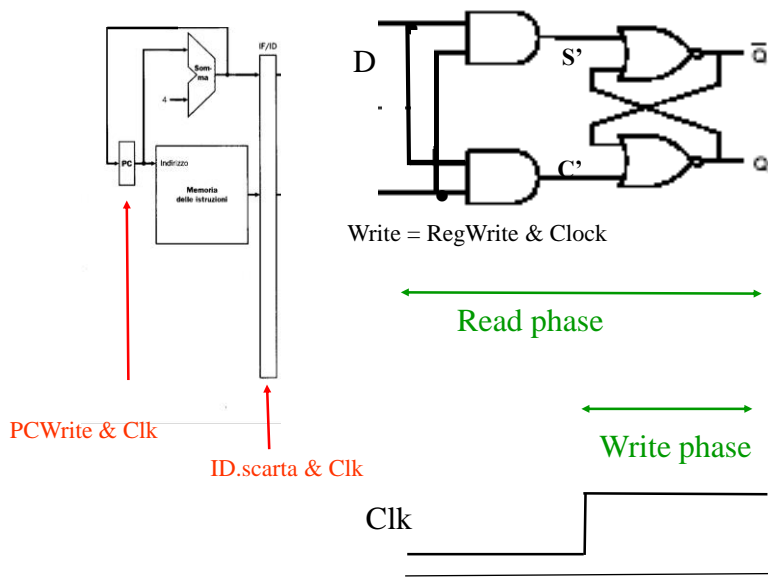 IF/ID
Som-
ma
4
PC
Indirizzo
Memoria
delle istruzioni
PCWrite & Clk
ID.scarta & Clk
D
S’
Q
C’
Q
Write = RegWrite & Clock
Read phase
Write phase
Clk